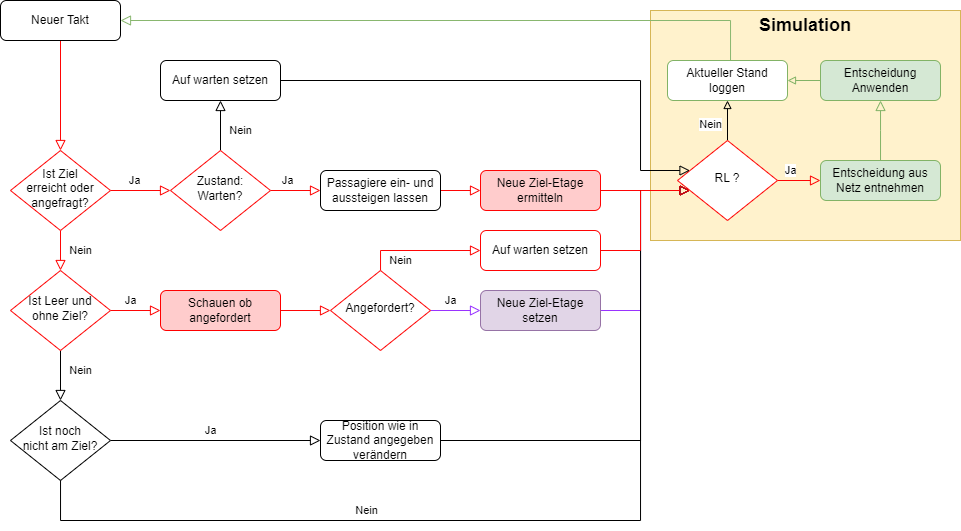 Neuer Takt
Simulation
Auf warten setzen
Aktueller Stand
loggen
Entscheidung
Anwenden
Nein
Nein
Ist Ziel
erreicht oder
angefragt?
Ja
Zustand:
Warten?
Ja
Passagiere ein- und
aussteigen lassen
Neue Ziel-Etage
ermitteln
RL ?
Ja
Entscheidung aus
Netz entnehmen
Nein
Auf warten setzen
Nein
Ist Leer und
ohne Ziel?
Ja
Schauen ob
angefordert
Angefordert?
Ja
Neue Ziel-Etage
setzen
Nein
Ist noch
nicht am Ziel?
Ja
Position wie in
Zustand angegeben
verändern
Nein